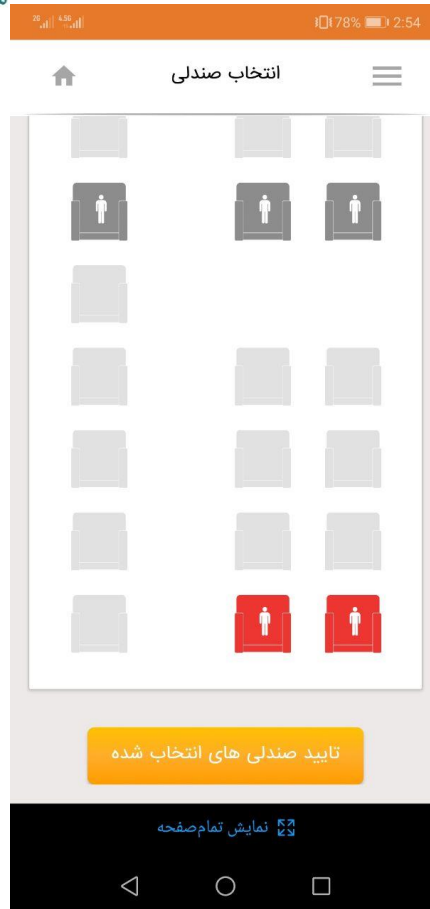 78% 2:54
انتخاب صندلی
تایید صندلی های انتخاب شده
نمایش تمام‌صفحه